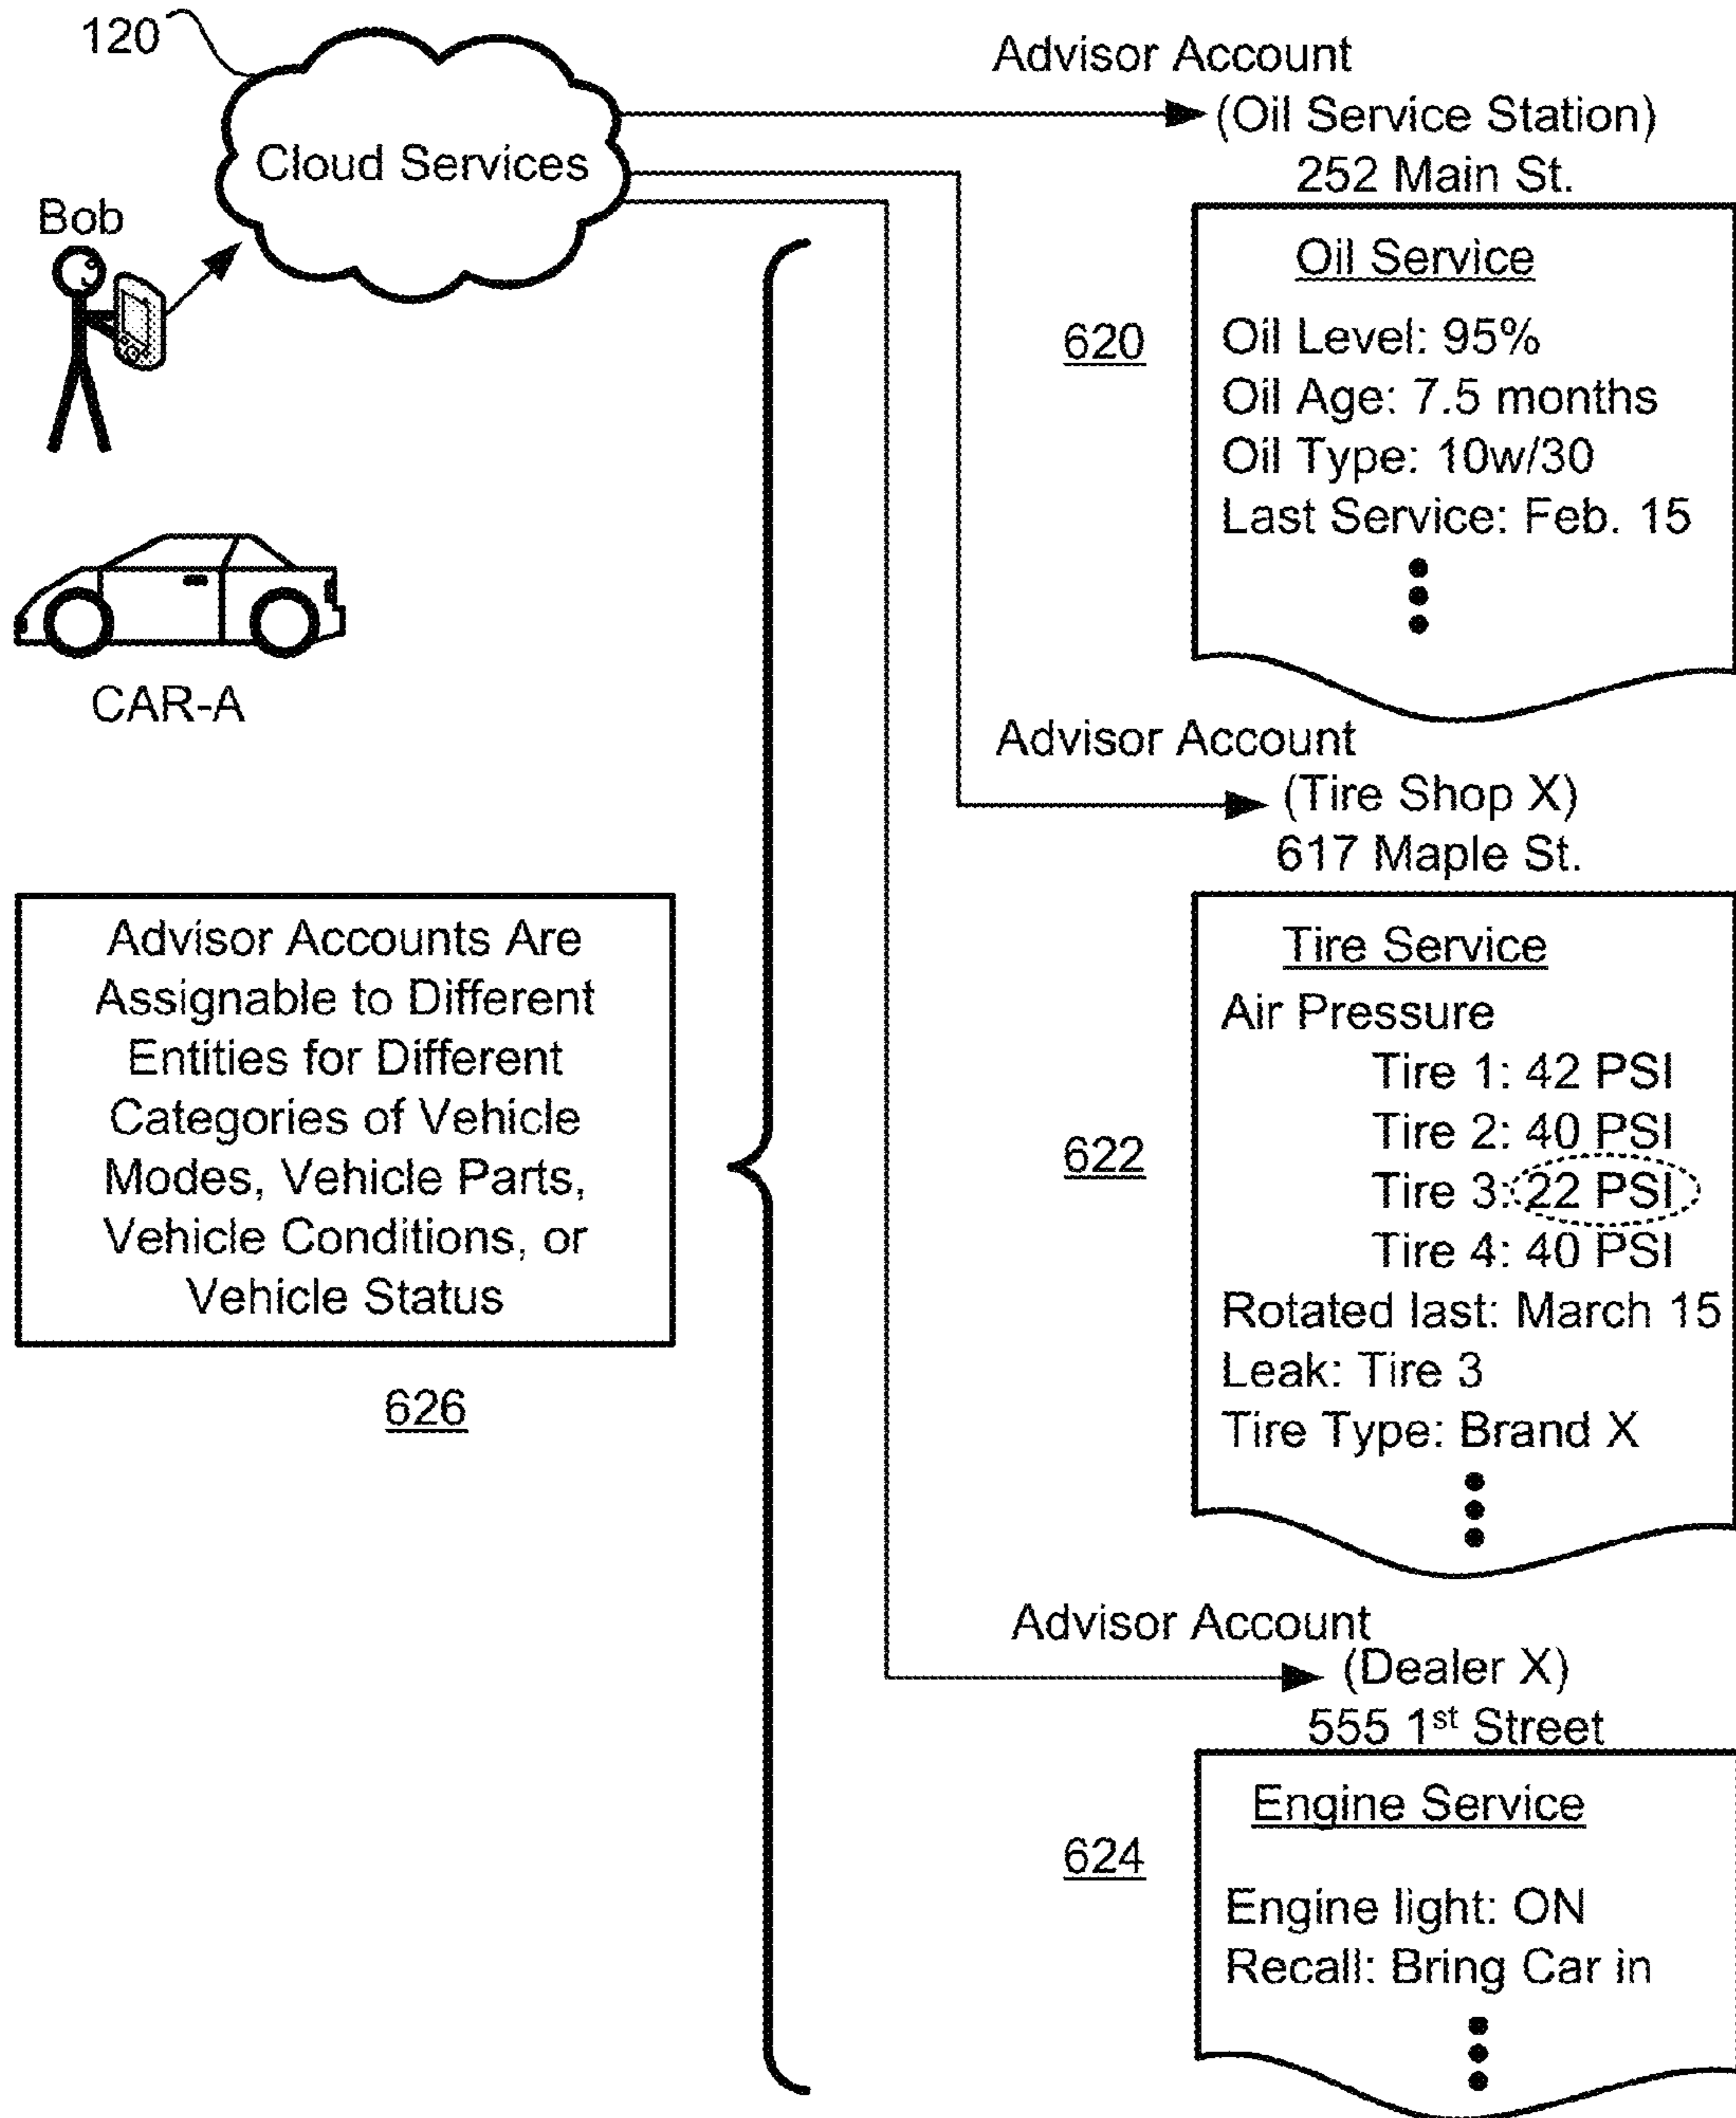 120
Cloud Services
Bob
CAR-A
Advisor Accounts Are
Assignable to Different
Entities for Different
Categories of Vehicle
Modes, Vehicle Parts,
Vehicle Conditions, or
Vehicle Status
626
Advisor Account
(Oil Service Station)
252 Main St.
620
Oil Service
Oil Level: 95%
Oil Age: 7.5 months
Oil Type: 10w/30
Last Service: Feb. 15
Advisor Account
(Tire Shop X)
617 Maple St.
622
Tire Service
Air Pressure
Tire 1: 42 PSI
Tire 2: 40 PSI
Tire 3: 22 PSI
Tire 4: 40 PSI
Rotated last: March 15
Leak: Tire 3
Tire Type: Brand X
Advisor Account
(Dealer X)
555 1st Street
624
Engine Service
Engine light: ON
Recall: Bring Car in